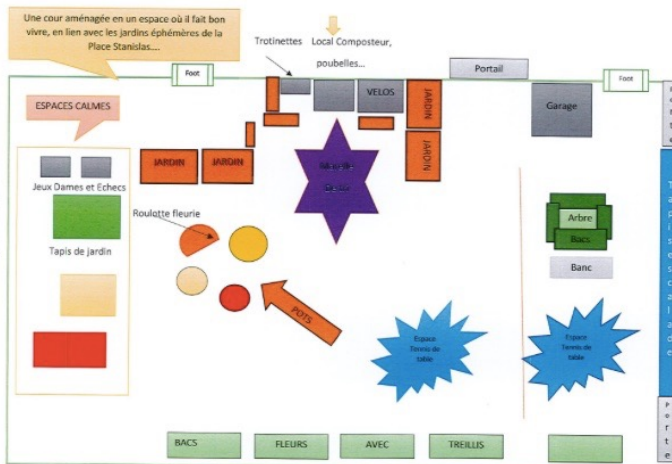 Une cour aménagée en un espace où il fait bon
vivre, en lien avec les jardins éphémères de la
Place Stanislas....
Trotinettes
Local Composteur,
poubelles...
Portail
Foot
Foot
ESPACES CALMES
VELOS
JARDIN
Garage
JARDIN
JARDIN
JARDIN
Marelle
Jeux Dames et Echecs
Roulotte fleurie
Arbre
Bacs
Tapis de jardin
Banc
POTS
Espace
Tennis de
table
Espace
Tennis de
table
Porte
BACS
FLEURS
AVEC
TREILLIS